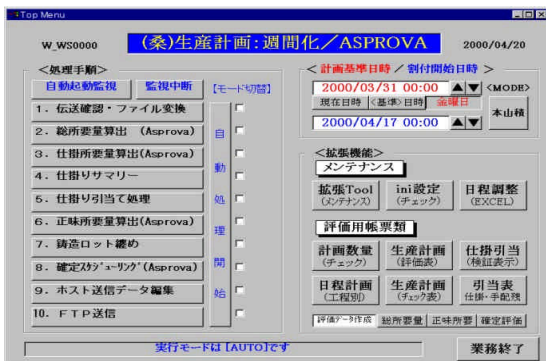 Top Menu
W_WS0000
(桑)生産計画:週間化／ASPROVA
2000/04/20
＜処理手順＞
自動起動監視
監視中断
【モード切替】
1. 伝送確認・ファイル変換
2. 総所要量算出 (Asprova)
3. 仕掛所要量算出(Asprova)
4. 仕掛りサマリー
5. 仕掛り引当て処理
6. 正味所要量算出(Asprova)
7. 鋳造ロット纏め
8. 確定ｽｹｼﾞｭｰﾘﾝｸﾞ(Asprova)
9. ホスト送信データ編集
10. ＦＴＰ送信
自動処理開始
＜ 計画基準日時 / 割付開始日時 ＞
2000/03/31 00:00
<MODE>
現在日時
<基準>日時
金曜日
本山積
2000/04/17 00:00
＜拡張機能＞
メンテナンス
拡張Tool
(ﾒﾝﾃﾅﾝｽ)
ini設定
(チェック)
日程調整
(EXCEL)
評価用帳票類
計画数量
(チェック)
生産計画
(評価表)
仕掛引当
(検証表示)
日程計画
(工程別)
生産計画
(ﾁｪｯｸ表)
引当表
仕掛・手配残
評価ﾃﾞｰﾀ作成
総所要量
正味所要
確定評価
実行モードは [AUTO]です
業務終了